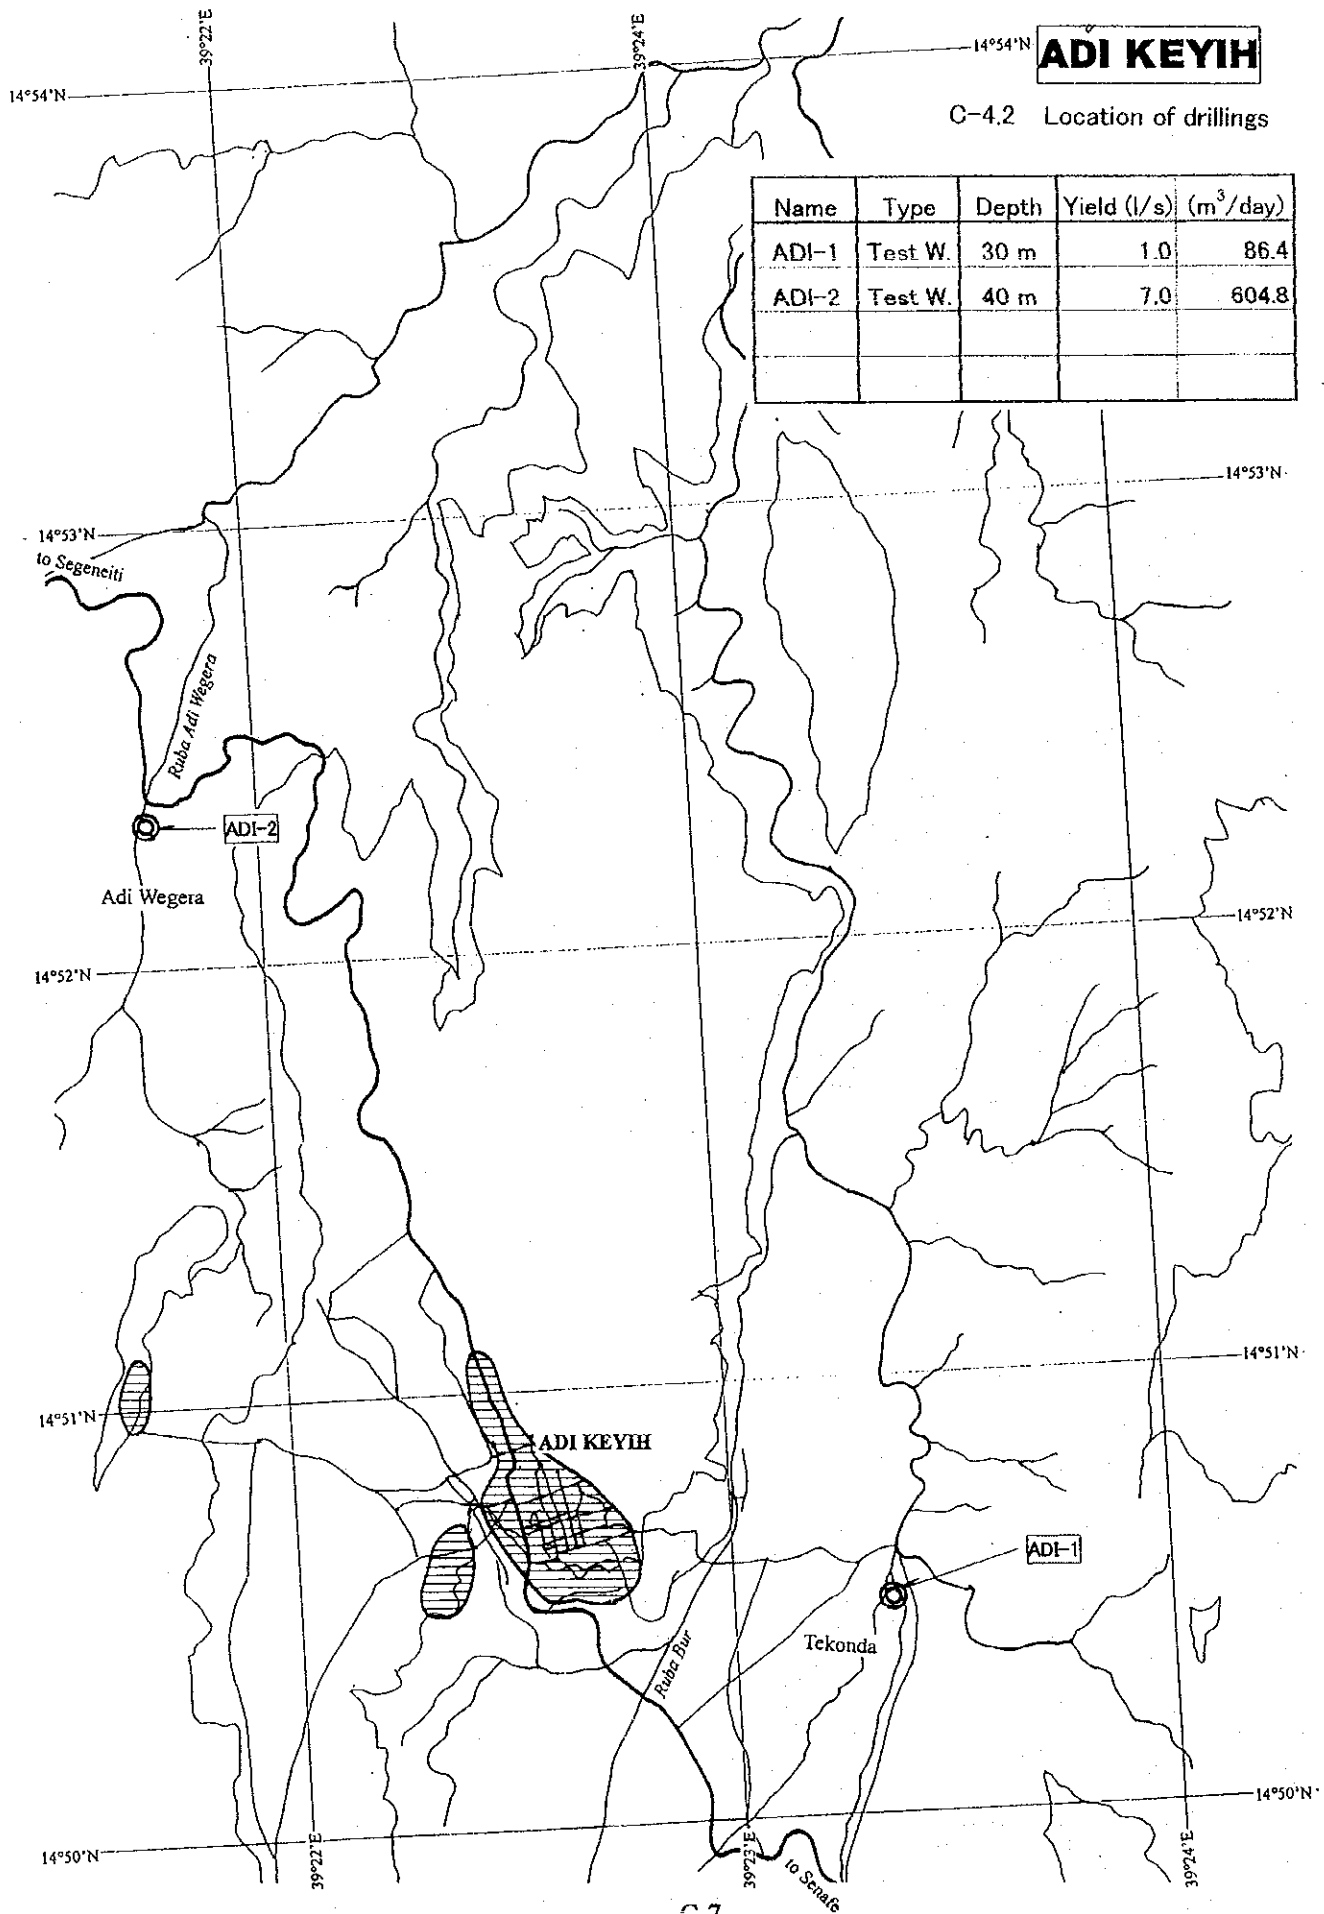 39°22'E
39°24'E
14°54'N
ADI KEYIH
14°54'N
C-4.2 Location of drillings
Name Type Depth Yield (l/s) (m³/day)
ADI-1 Test W. 30 m 1.0 86.4
ADI-2 Test W. 40 m 7.0 604.8
14°53'N
14°53'N
to Segeneiti
Ruba Adi Wegera
ADI-2
Adi Wegera
14°52'N
14°52'N
14°51'N
14°51'N
ADI KEYIH
ADI-1
Tekonda
Ruba Bur
14°50'N
14°50'N
39°22'E
39°23'E
39°24'E
to Senafe